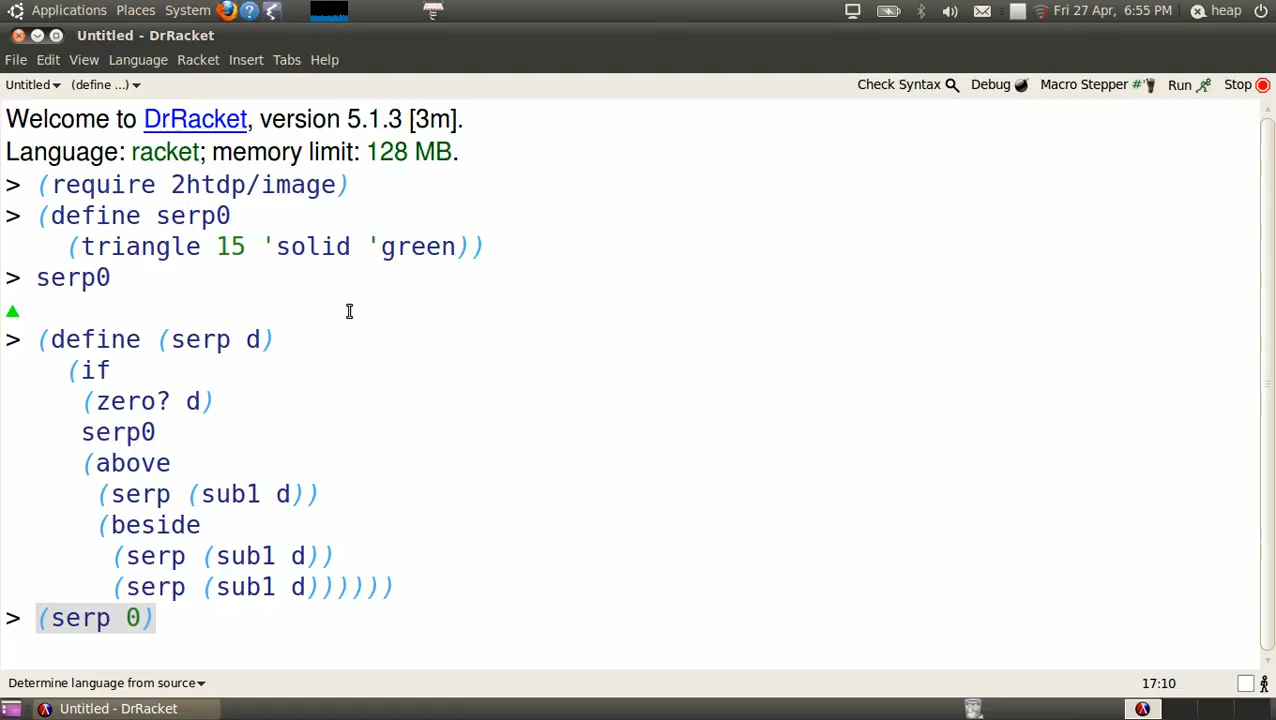 Applications Places System Fri 27 Apr, 6:55 PM heap
Untitled - DrRacket
File Edit View Language Racket Insert Tabs Help
Untitled (define ...) Check Syntax Debug Macro Stepper #' Run Stop
Welcome to DrRacket, version 5.1.3 [3m].
Language: racket; memory limit: 128 MB.
> (require 2htdp/image)
> (define serp0
(triangle 15 'solid 'green))
> serp0
> (define (serp d)
(if
(zero? d)
serp0
(above
(serp (sub1 d))
(beside
(serp (sub1 d))
(serp (sub1 d))))))
> (serp 0)
Determine language from source 17:10
Untitled - DrRacket